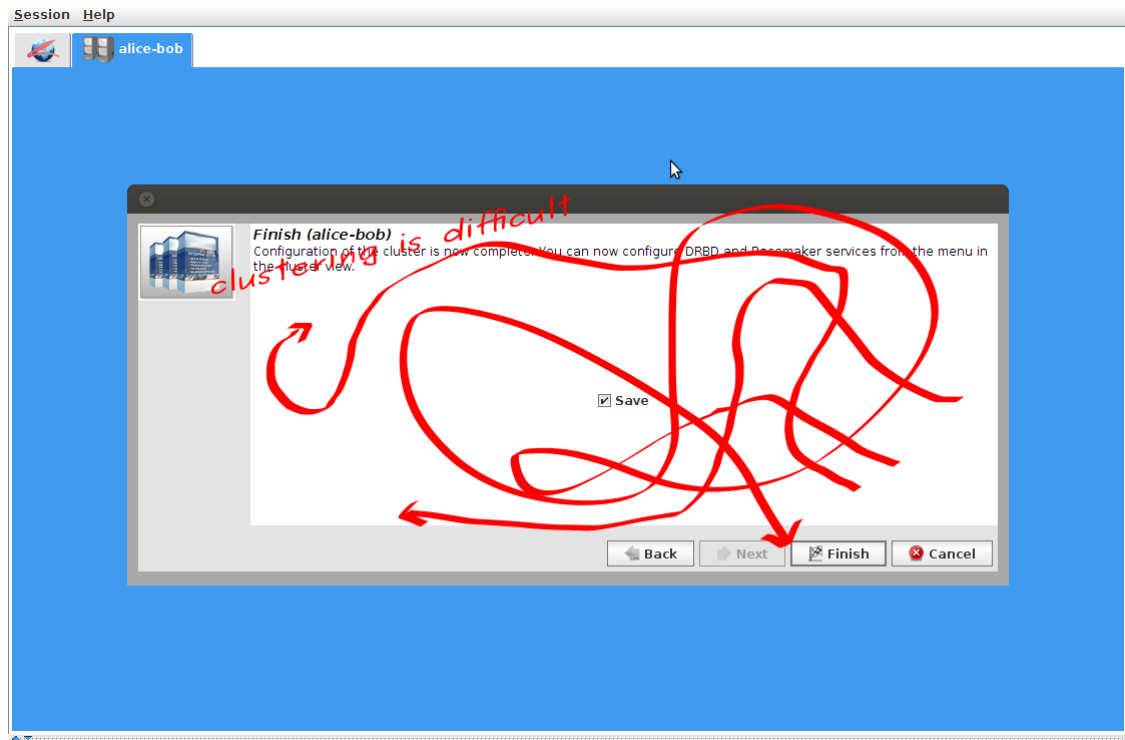 Session Help
alice-bob
clustering is difficult
Finish (alice-bob)
Configuration of the cluster is now complete. You can now configure DRBD and Pacemaker services from the menu in
the cluster view.
Save
Back Next Finish Cancel